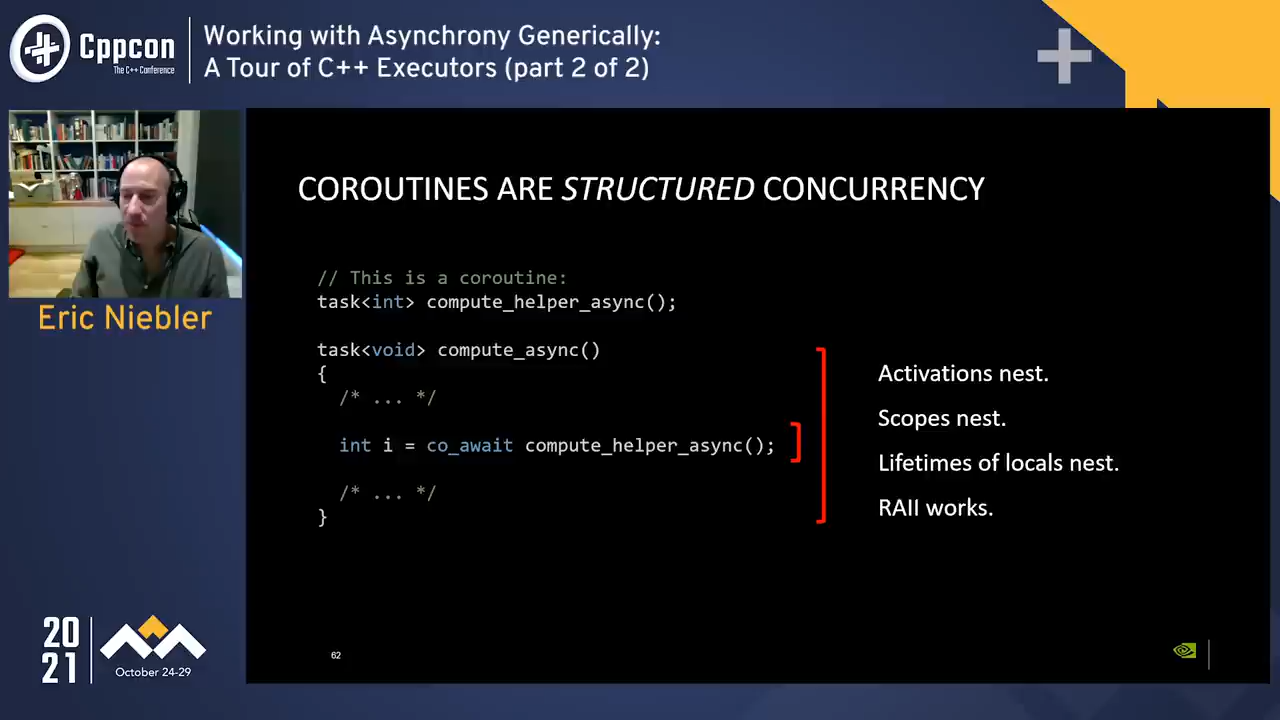 Cppcon
The C++ Conference
Working with Asynchrony Generically:
A Tour of C++ Executors (part 2 of 2)
Eric Niebler
COROUTINES ARE STRUCTURED CONCURRENCY
// This is a coroutine:
task<int> compute_helper_async();
task<void> compute_async()
{
/* ... */
int i = co_await compute_helper_async();
/* ... */
}
Activations nest.
Scopes nest.
Lifetimes of locals nest.
RAII works.
62
20
21
October 24-29